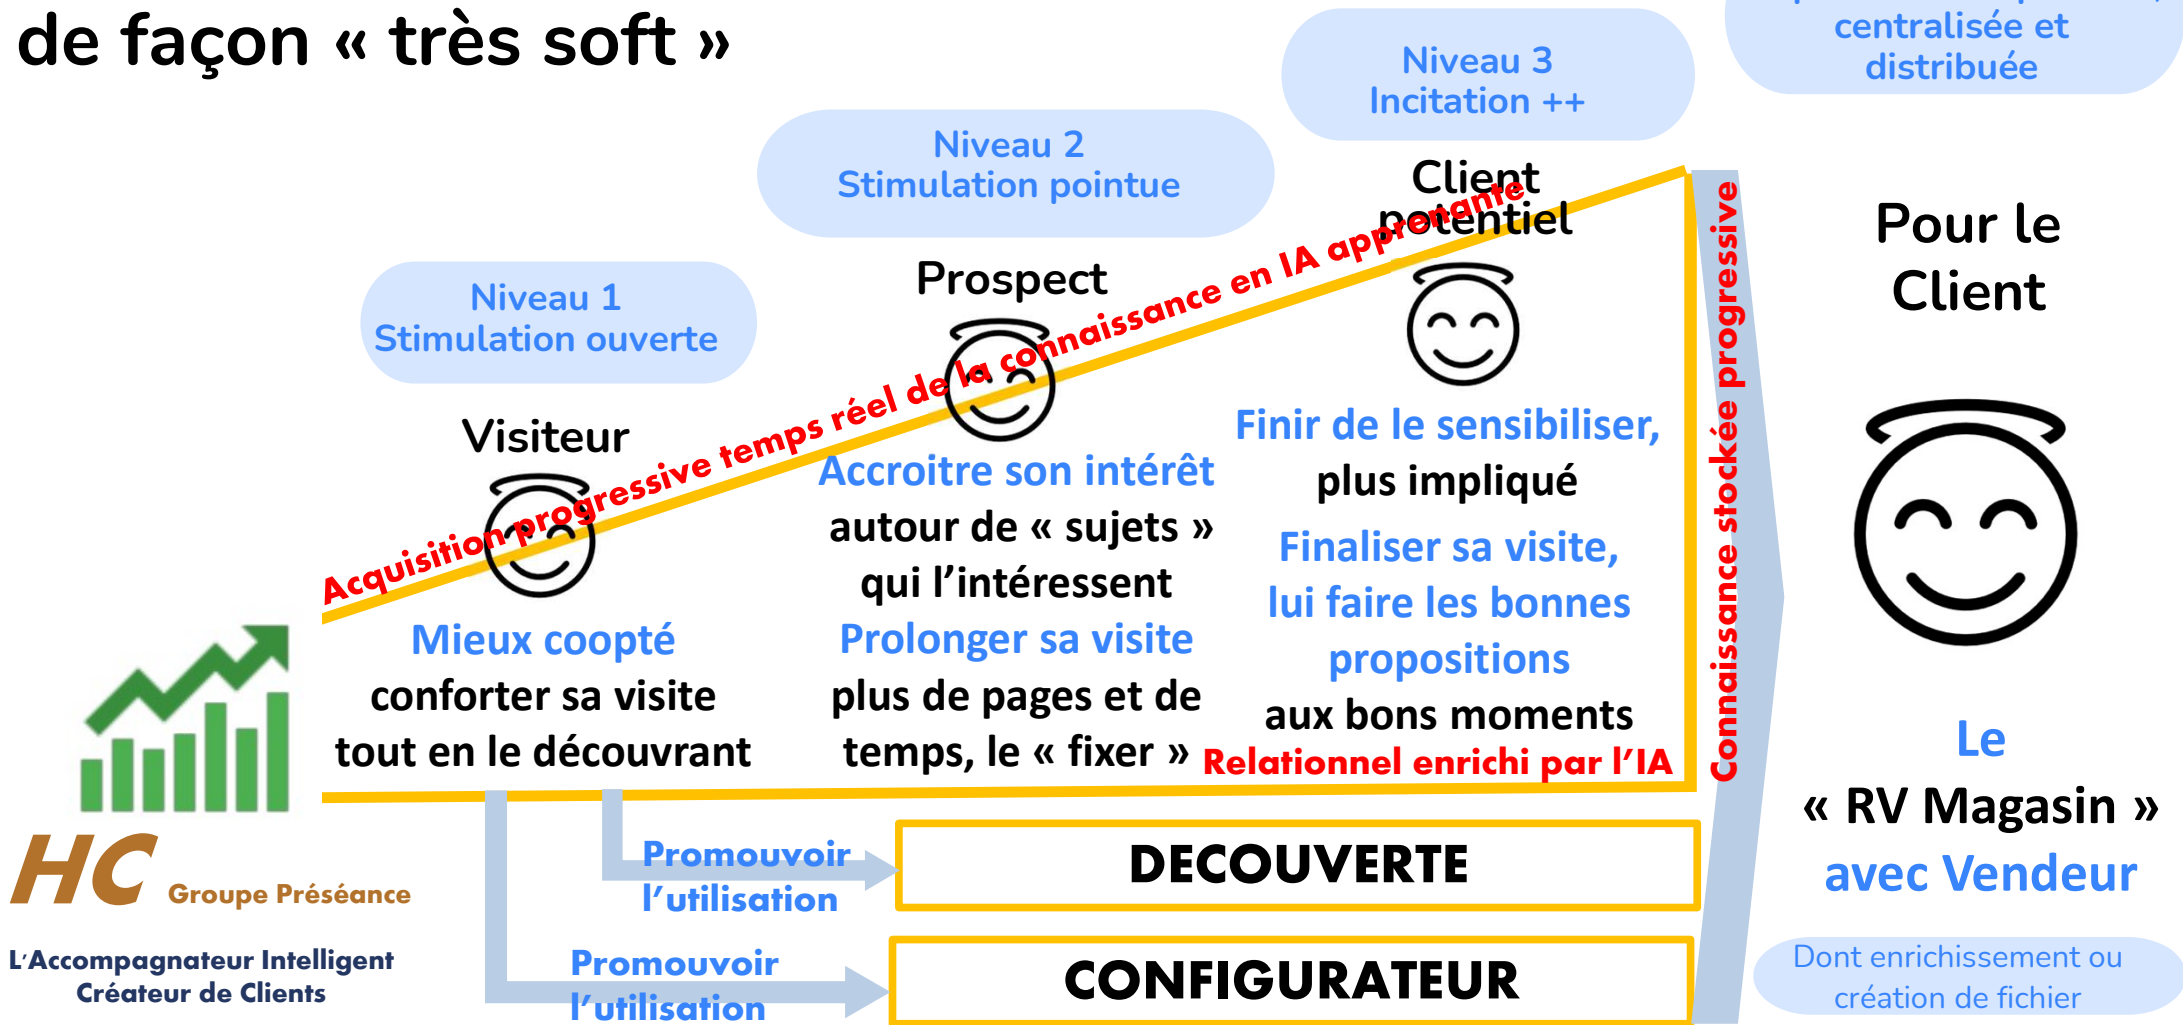 de façon « très soft »
centralisée et
distribuée
Niveau 3
Incitation ++
Niveau 2
Stimulation pointue
Niveau 1
Stimulation ouverte
Client
potentiel
Prospect
Visiteur
Acquisition progressive temps réel de la connaissance en IA apprenante
Connaissance stockée progressive
Pour le
Client
Mieux coopté
conforter sa visite
tout en le découvrant
Accroitre son intérêt
autour de « sujets »
qui l’intéressent
Prolonger sa visite
plus de pages et de
temps, le « fixer »
Finir de le sensibiliser,
plus impliqué
Finaliser sa visite,
lui faire les bonnes
propositions
aux bons moments
Relationnel enrichi par l’IA
Le
« RV Magasin »
avec Vendeur
Dont enrichissement ou
création de fichier
Promouvoir
l’utilisation
DECOUVERTE
Promouvoir
l’utilisation
CONFIGURATEUR
HC Groupe Préséance
L’Accompagnateur Intelligent
Créateur de Clients